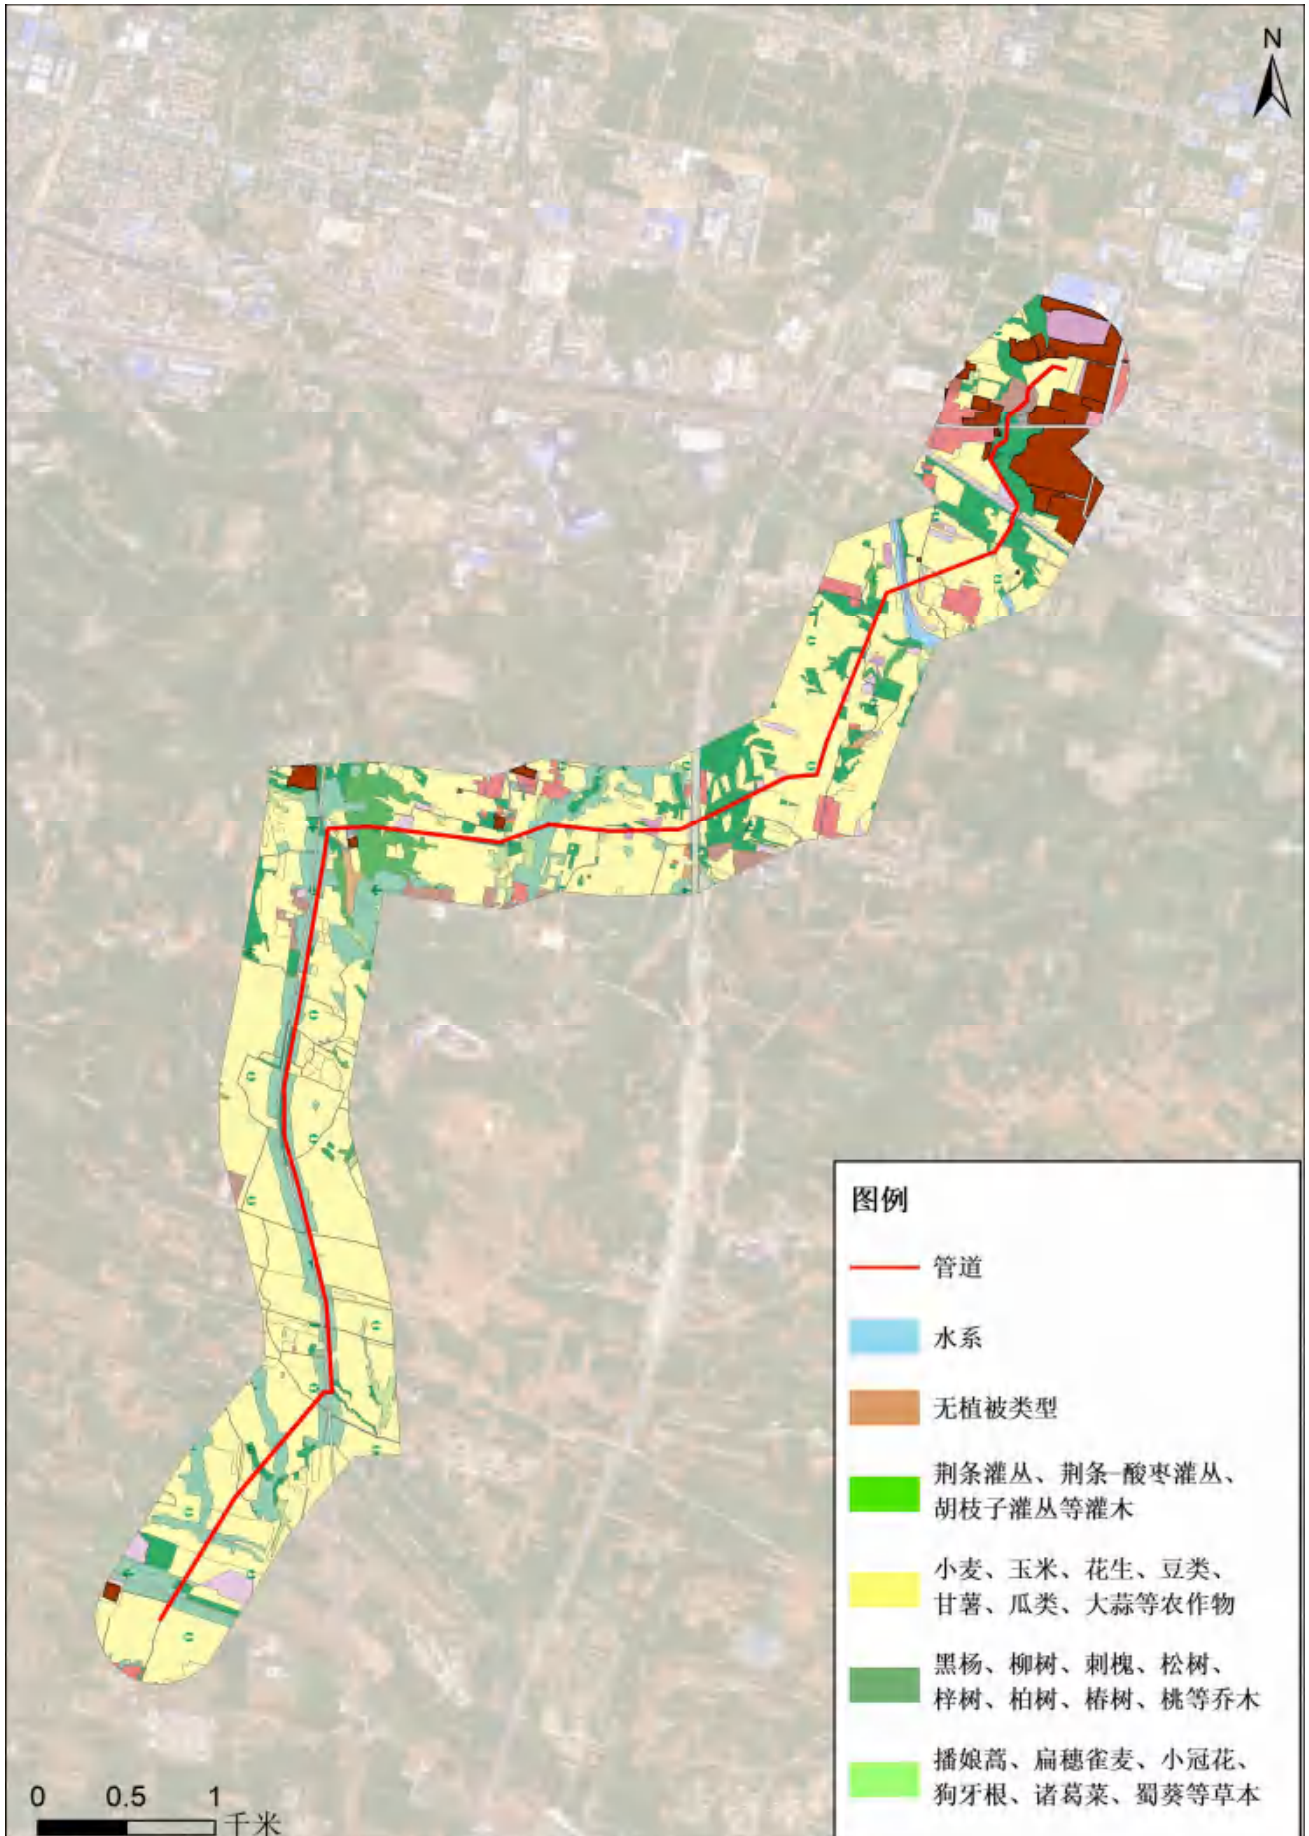 N
图例
管道
水系
无植被类型
荆条灌丛、荆条-酸枣灌丛、
胡枝子灌丛等灌木
小麦、玉米、花生、豆类、
甘薯、瓜类、大蒜等农作物
黑杨、柳树、刺槐、松树、
梓树、柏树、椿树、桃等乔木
播娘蒿、扁穗雀麦、小冠花、
狗牙根、诸葛菜、蜀葵等草本
0 0.5 1
千米